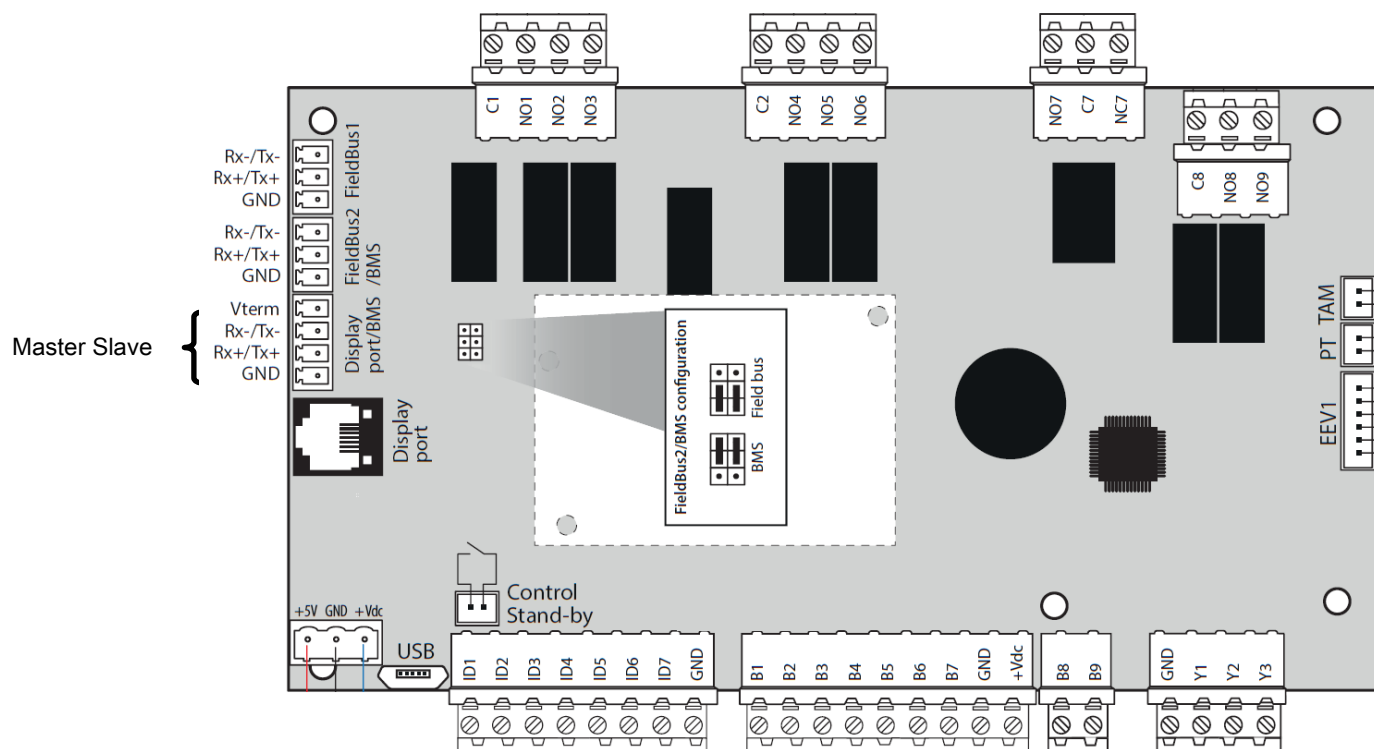 C1
NO1
NO2
NO3
C2
NO4
NO5
NO6
NO7
C7
NC7
C8
NO8
NO9
Rx-/Tx-
Rx+/Tx+
GND
FieldBus1
Rx-/Tx-
Rx+/Tx+
GND
FieldBus2
/BMS
Vterm
Rx-/Tx-
Rx+/Tx+
GND
Display
port/BMS
Master Slave
Display
port
FieldBus2/BMS configuration
Field bus
BMS
TAM
PT
EEV1
Control
Stand-by
+5V GND +Vdc
USB
ID1
ID2
ID3
ID4
ID5
ID6
ID7
GND
B1
B2
B3
B4
B5
B6
B7
GND
+Vdc
B8
B9
GND
Y1
Y2
Y3